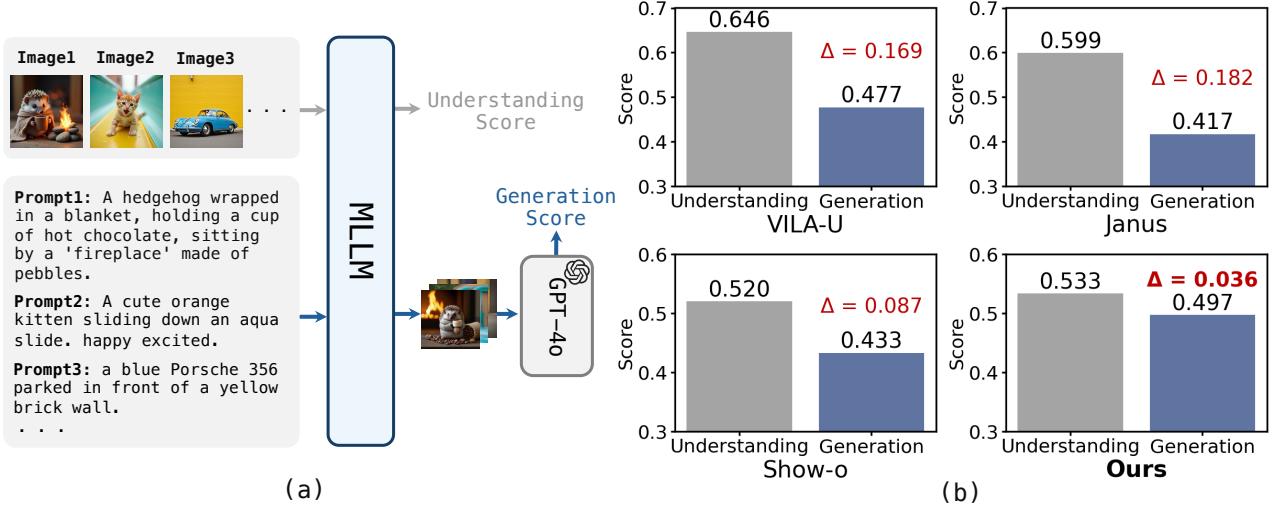 Image1 Image2 Image3
. . .
Understanding
Score
Prompt1: A hedgehog wrapped
in a blanket, holding a cup
of hot chocolate, sitting
by a 'fireplace' made of
pebbles.
Prompt2: A cute orange
kitten sliding down an aqua
slide. happy excited.
Prompt3: a blue Porsche 356
parked in front of a yellow
brick wall.
. . .
MLLM
Generation
Score
GPT-4o
(a)
0.7
0.6
0.5
0.4
0.3
Score
0.646
Δ = 0.169
0.477
Understanding Generation
VILA-U
0.7
0.6
0.5
0.4
0.3
Score
0.599
Δ = 0.182
0.417
Understanding Generation
Janus
0.6
0.5
0.4
0.3
Score
0.520
Δ = 0.087
0.433
Understanding Generation
Show-o
0.6
0.5
0.4
0.3
Score
0.533
Δ = 0.036
0.497
Understanding Generation
Ours
(b)